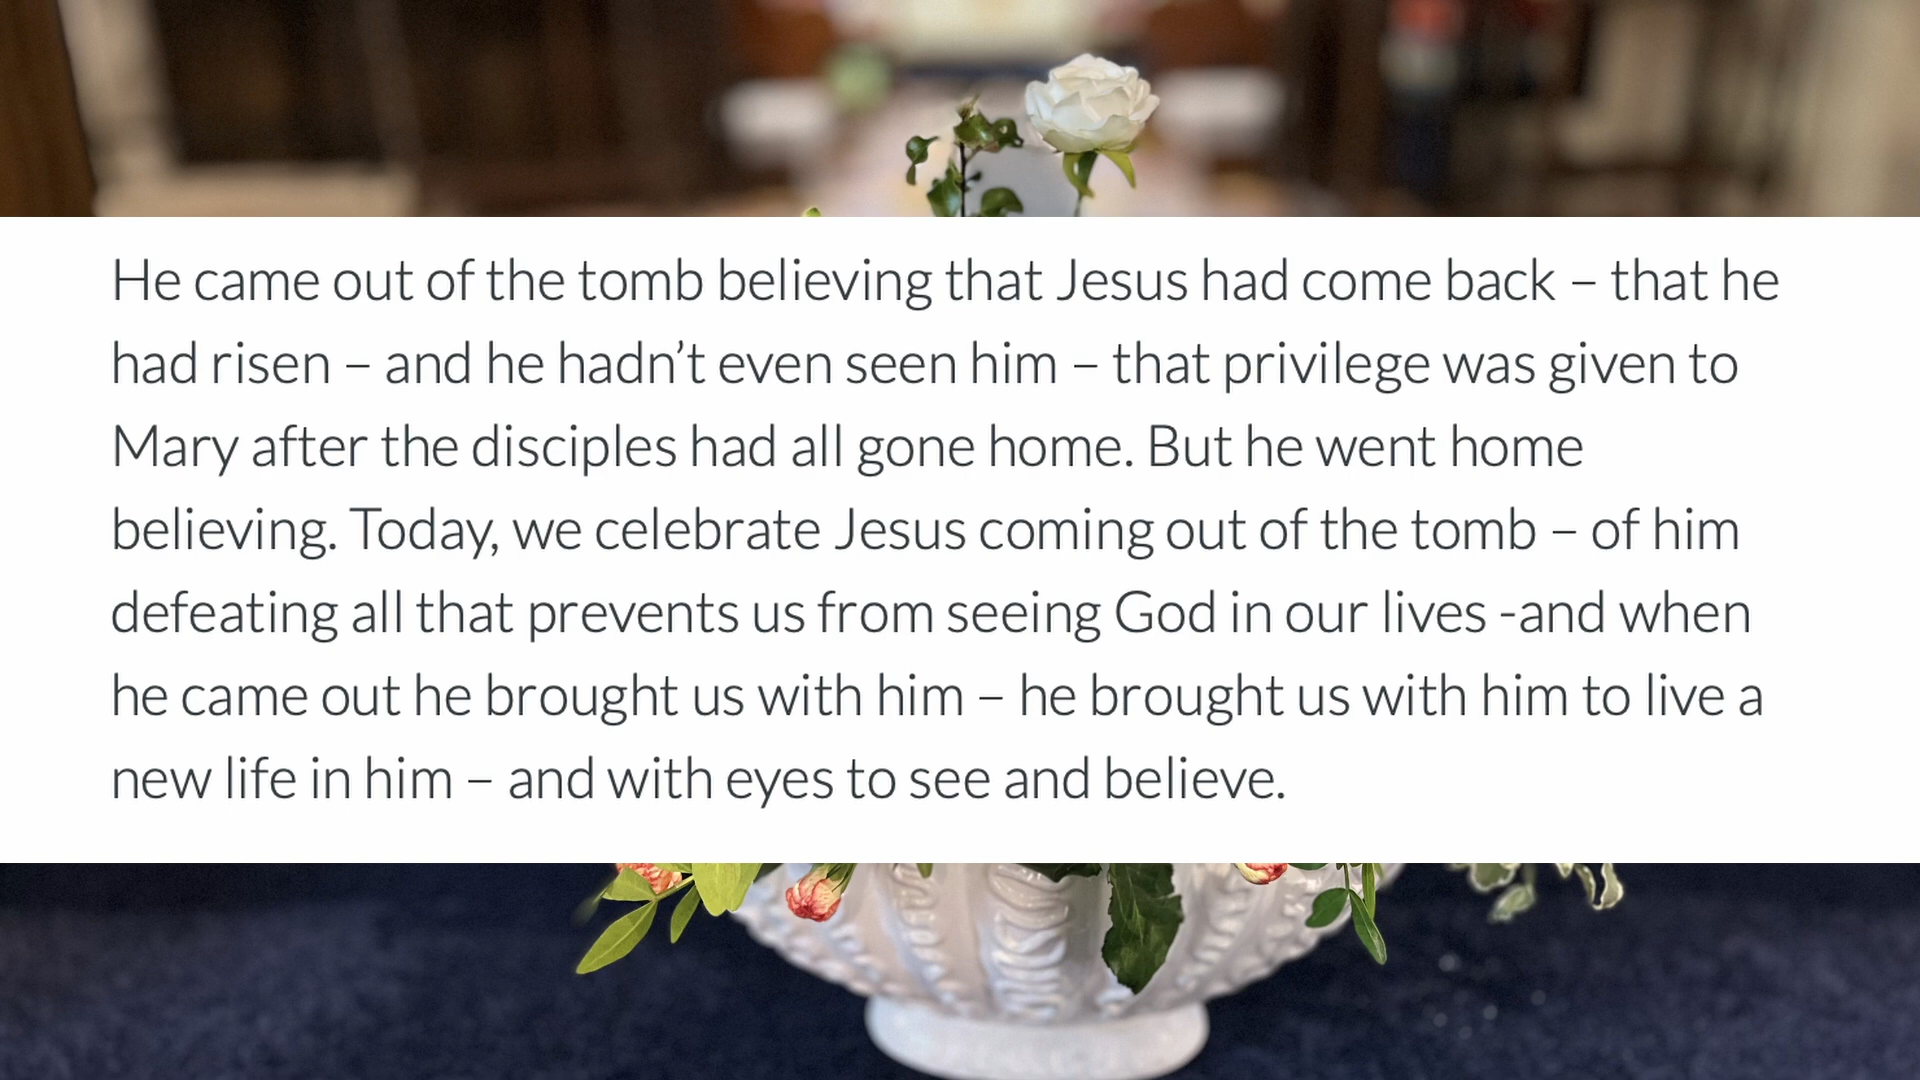 He came out of the tomb believing that Jesus had come back – that he
had risen – and he hadn’t even seen him – that privilege was given to
Mary after the disciples had all gone home. But he went home
believing. Today, we celebrate Jesus coming out of the tomb – of him
defeating all that prevents us from seeing God in our lives -and when
he came out he brought us with him – he brought us with him to live a
new life in him – and with eyes to see and believe.